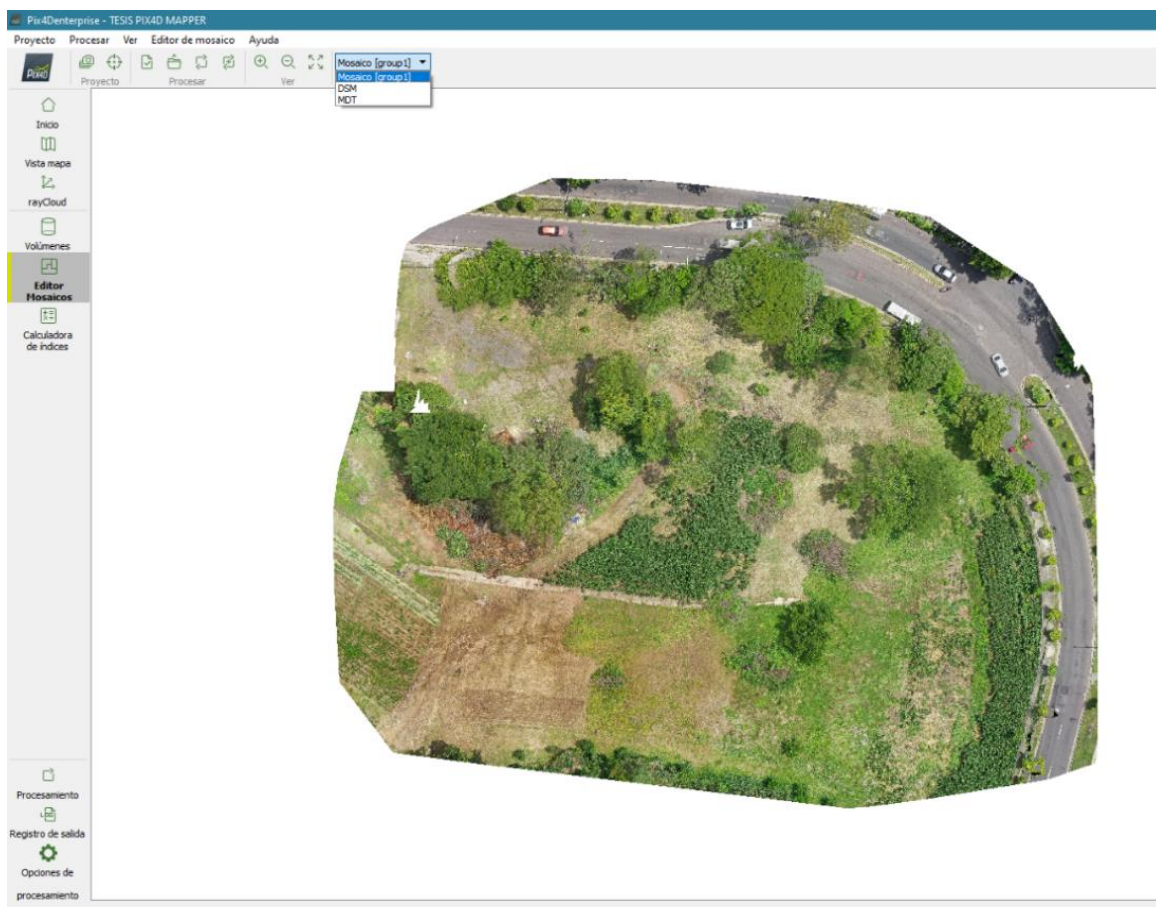 Pix4Denterprise - TESIS PIX4D MAPPER
Proyecto Procesar Ver Editor de mosaico Ayuda
PIX4D
Proyecto Procesar Ver
Mosaico [group1]
Mosaico [group1]
DSM
MDT
Inicio
Vista mapa
rayCloud
Volúmenes
Editor
Mosaicos
Calculadora
de índices
Procesamiento
Registro de salida
Opciones de
procesamiento